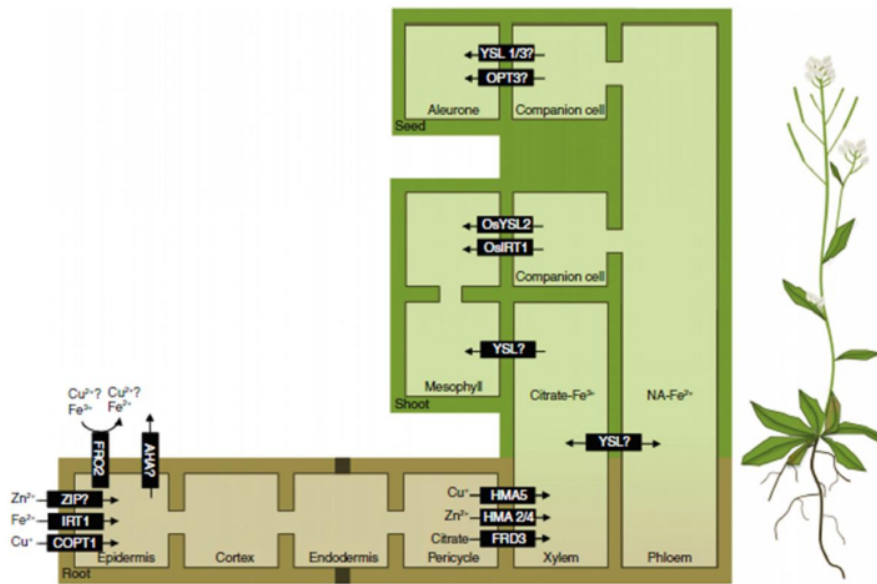 YSL 1/3?
OPT3?
Aleurone
Companion cell
Seed
OsYSL2
OsIRT1
Companion cell
YSL?
Mesophyll
Citrate-Fe³⁺
NA-Fe²⁺
Shoot
Cu²⁺? Cu²⁺?
Fe³⁺ Fe²⁺
FRO2
AHA?
YSL?
Zn²⁺ ZIP?
Fe²⁺ IRT1
Cu⁺ COPT1
Cu⁺ HMA5
Zn²⁺ HMA 2/4
Citrate FRD3
Epidermis Cortex Endodermis Pericycle Xylem Phloem
Root